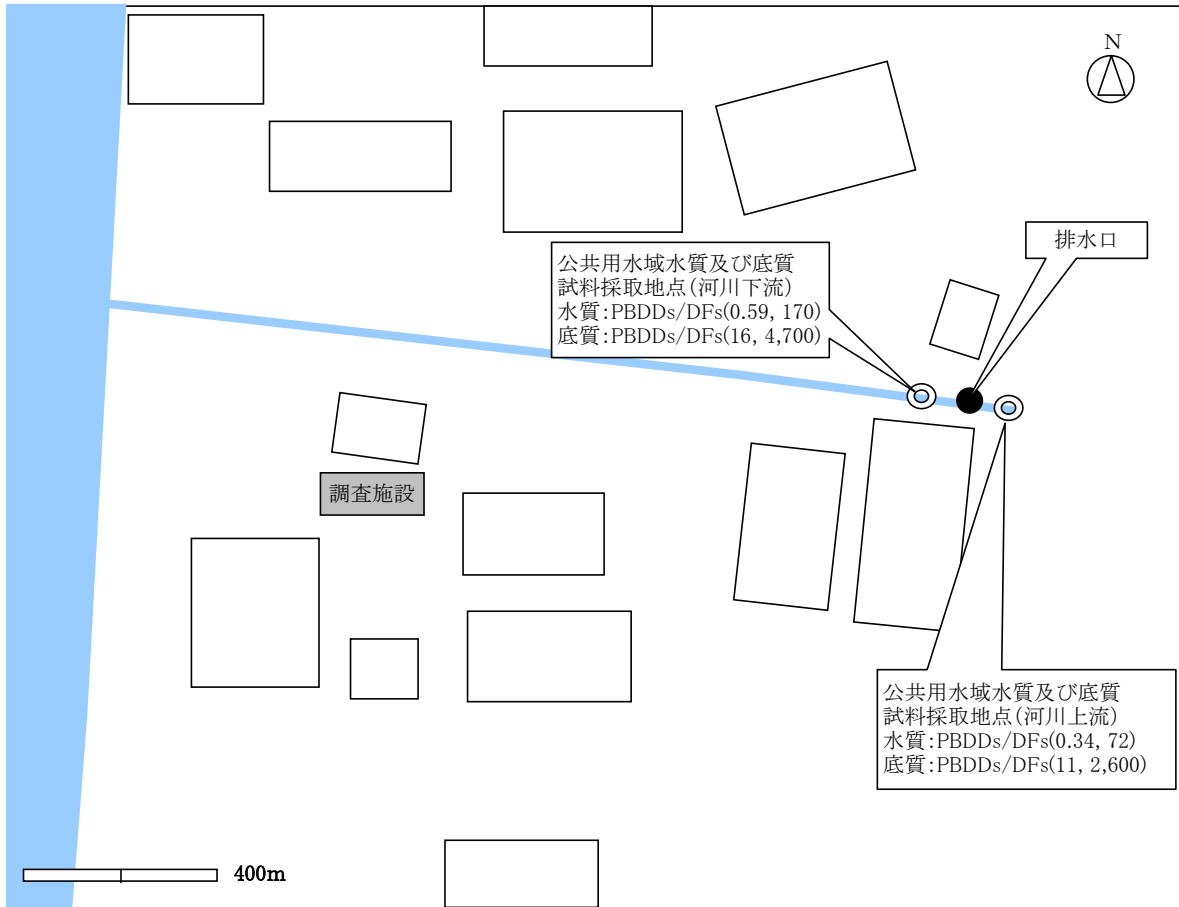 N
排水口
公共用水域水質及び底質
試料採取地点(河川下流)
水質:PBDDs/DFs(0.59, 170)
底質:PBDDs/DFs(16, 4,700)
調査施設
公共用水域水質及び底質
試料採取地点(河川上流)
水質:PBDDs/DFs(0.34, 72)
底質:PBDDs/DFs(11, 2,600)
400m